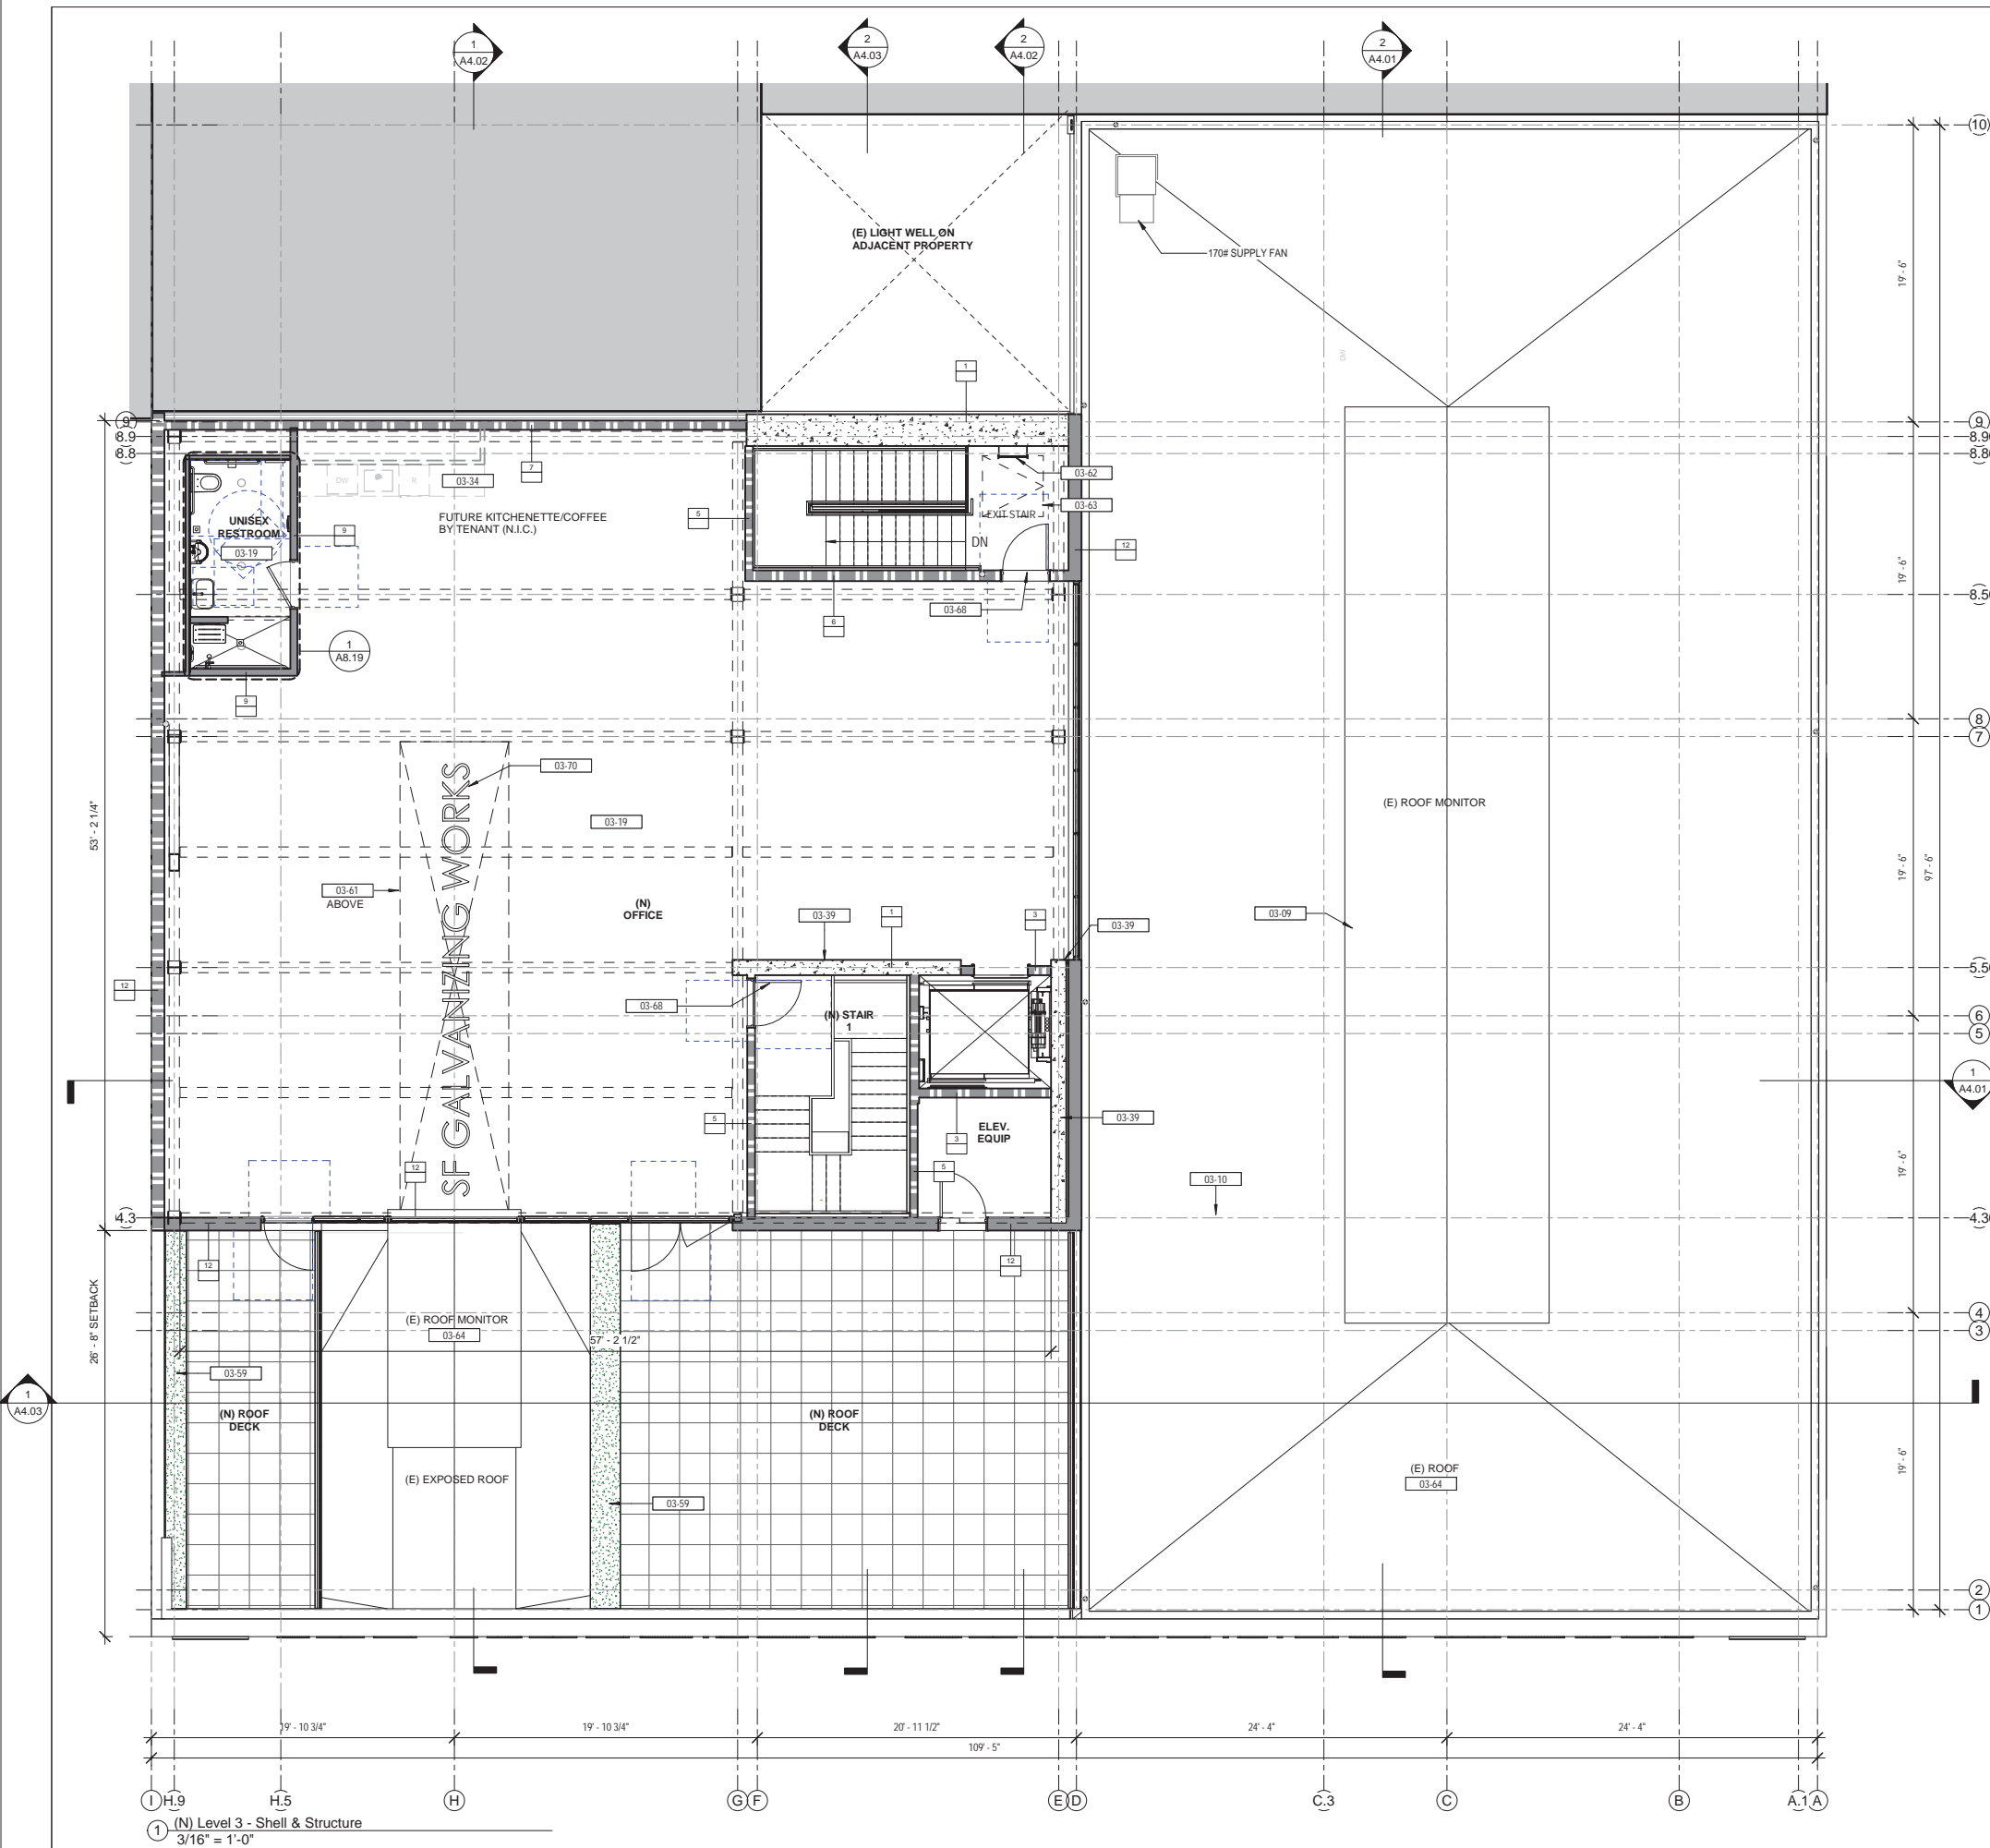 1
A4.02
2
A4.03
2
A4.02
2
A4.01
10
(E) LIGHT WELL ON
ADJACENT PROPERTY
170# SUPPLY FAN
19' - 6"
DW
1
9
8.9
8.8
9
8.9
8.8
7
03-34
DW
R
03-62
03-63
EXIT STAIR
UNISEX
RESTROOM
03-19
9
FUTURE KITCHENETTE/COFFEE
BY TENANT (N.I.C.)
5
DN
12
19' - 6"
8.5
03-68
6
1
A8.19
9
8
7
03-70
SF GALVANIZING WORKS
03-19
(E) ROOF MONITOR
53' - 2 1/4"
19' - 6"
97' - 6"
03-61
ABOVE
(N)
OFFICE
03-39
1
3
03-39
03-09
5.5
12
03-68
(N) STAIR
1
6
5
1
A4.01
5
3
ELEV.
EQUIP
03-39
12
5
03-10
19' - 6"
4.3
4.3
12
12
26' - 8" SETBACK
(E) ROOF MONITOR
03-64
57' - 2 1/2"
4
3
03-59
1
A4.03
(N) ROOF
DECK
(N) ROOF
DECK
(E) EXPOSED ROOF
03-59
(E) ROOF
03-64
19' - 6"
2
1
19' - 10 3/4"
19' - 10 3/4"
20' - 11 1/2"
24' - 4"
24' - 4"
109' - 5"
I
H.9
H.5
H
G
F
E
D
C.3
C
B
A.1
A
1
(N) Level 3 - Shell & Structure
3/16" = 1'-0"